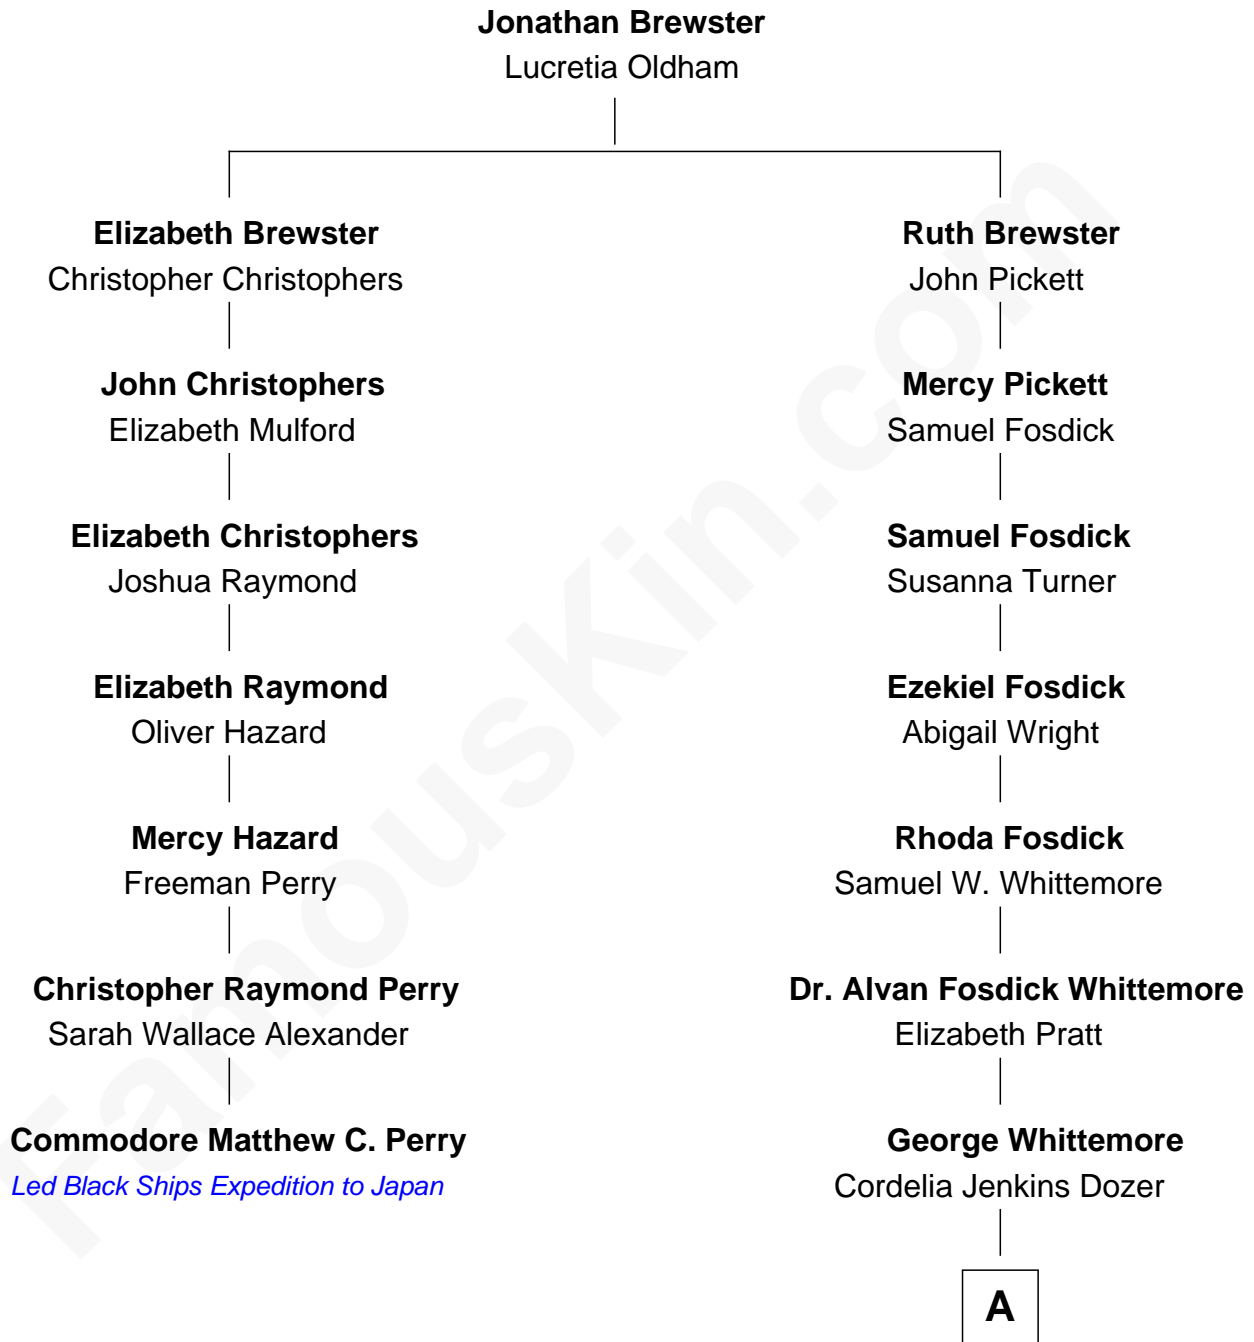 Jonathan Brewster
Lucretia Oldham
Elizabeth Brewster
Christopher Christophers
John Christophers
Elizabeth Mulford
Elizabeth Christophers
Joshua Raymond
Elizabeth Raymond
Oliver Hazard
Mercy Hazard
Freeman Perry
Christopher Raymond Perry
Sarah Wallace Alexander
Commodore Matthew C. Perry
Led Black Ships Expedition to Japan
Ruth Brewster
John Pickett
Mercy Pickett
Samuel Fosdick
Samuel Fosdick
Susanna Turner
Ezekiel Fosdick
Abigail Wright
Rhoda Fosdick
Samuel W. Whittemore
Dr. Alvan Fosdick Whittemore
Elizabeth Pratt
George Whittemore
Cordelia Jenkins Dozer
A
FamousKin.com